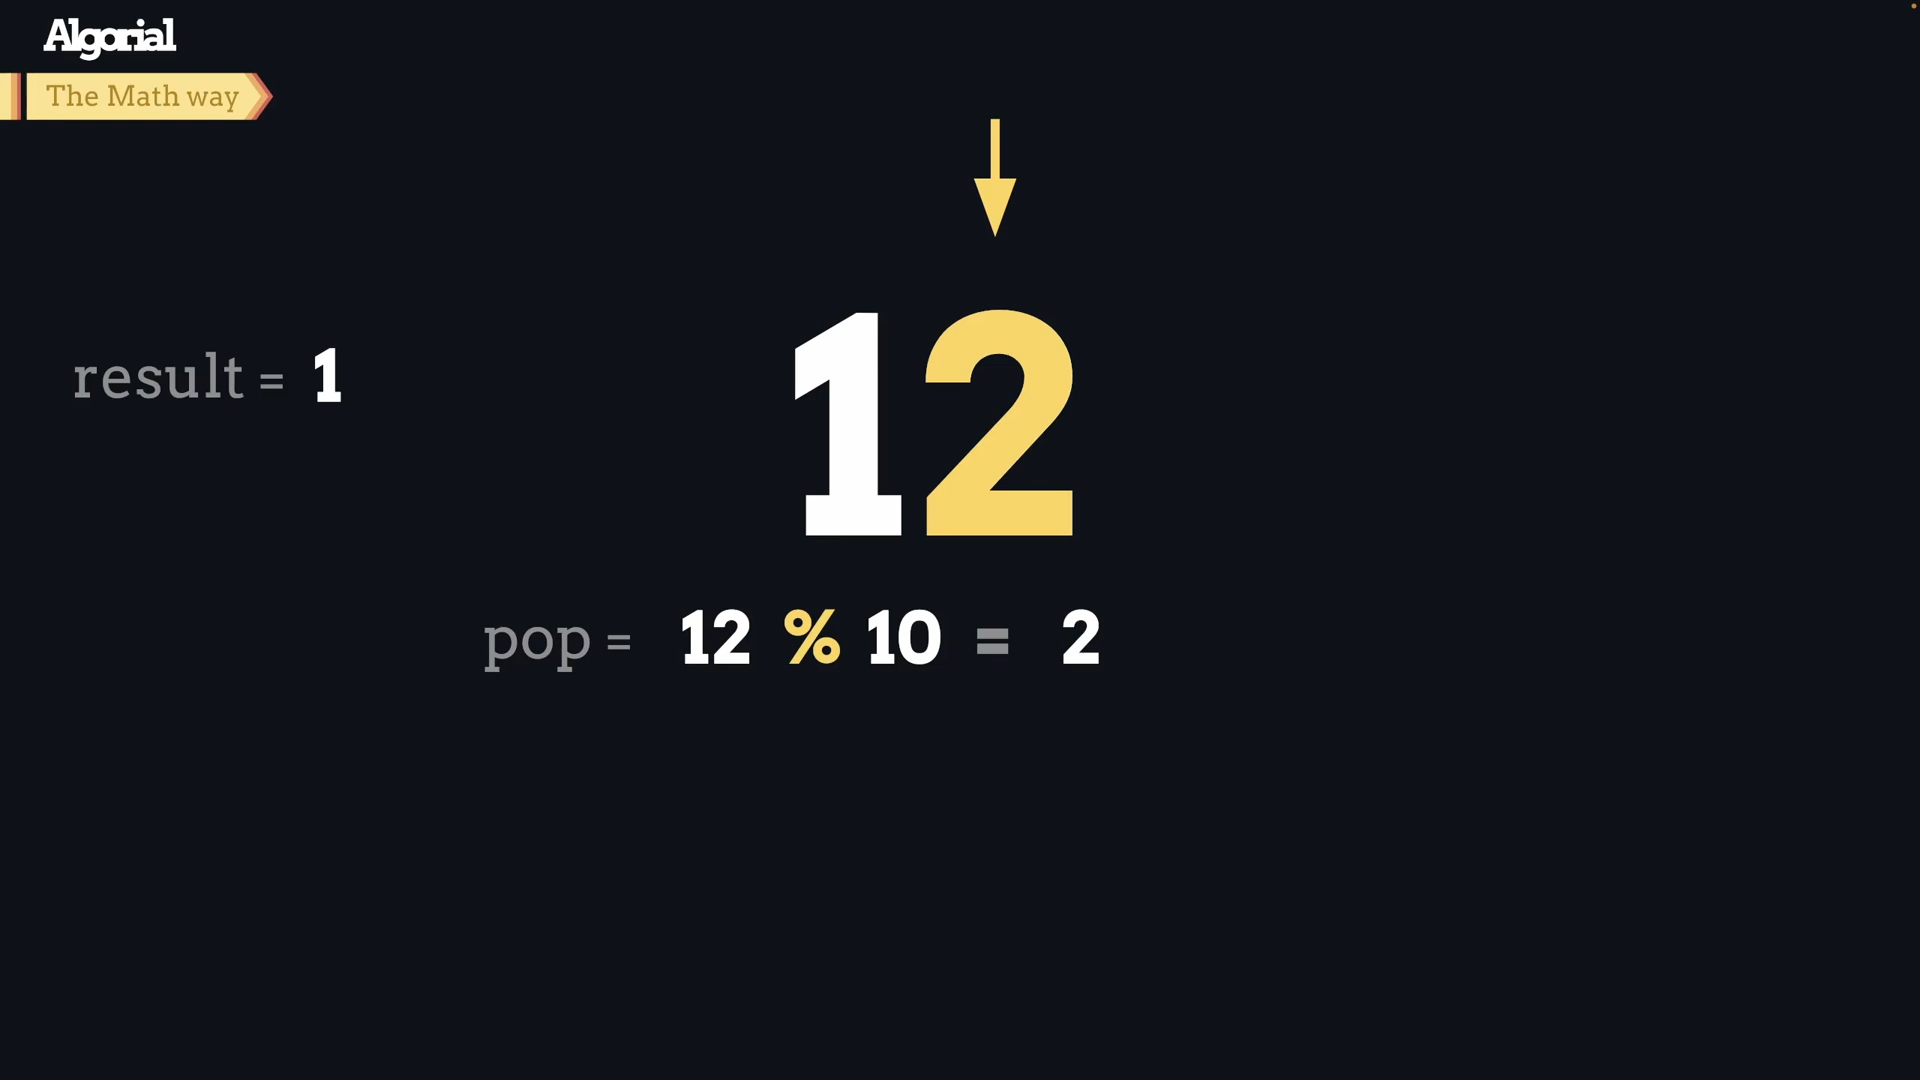 Algorial
The Math way
12
result = 1
pop = 12 % 10 = 2